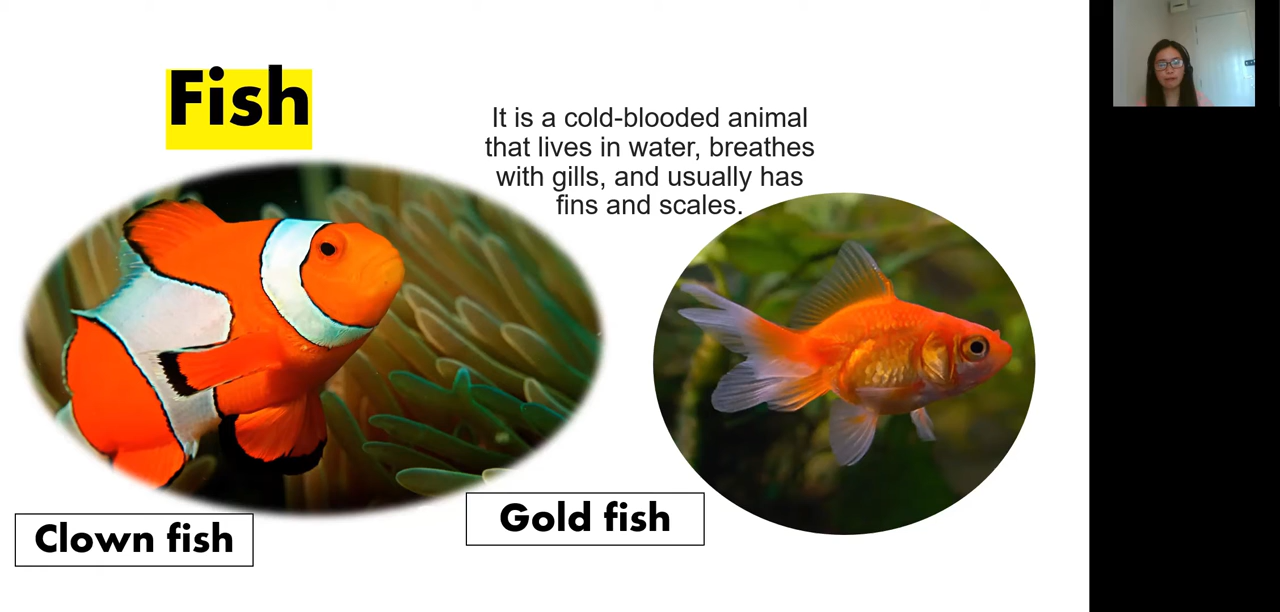 Fish
It is a cold-blooded animal
that lives in water, breathes
with gills, and usually has
fins and scales.
Gold fish
Clown fish